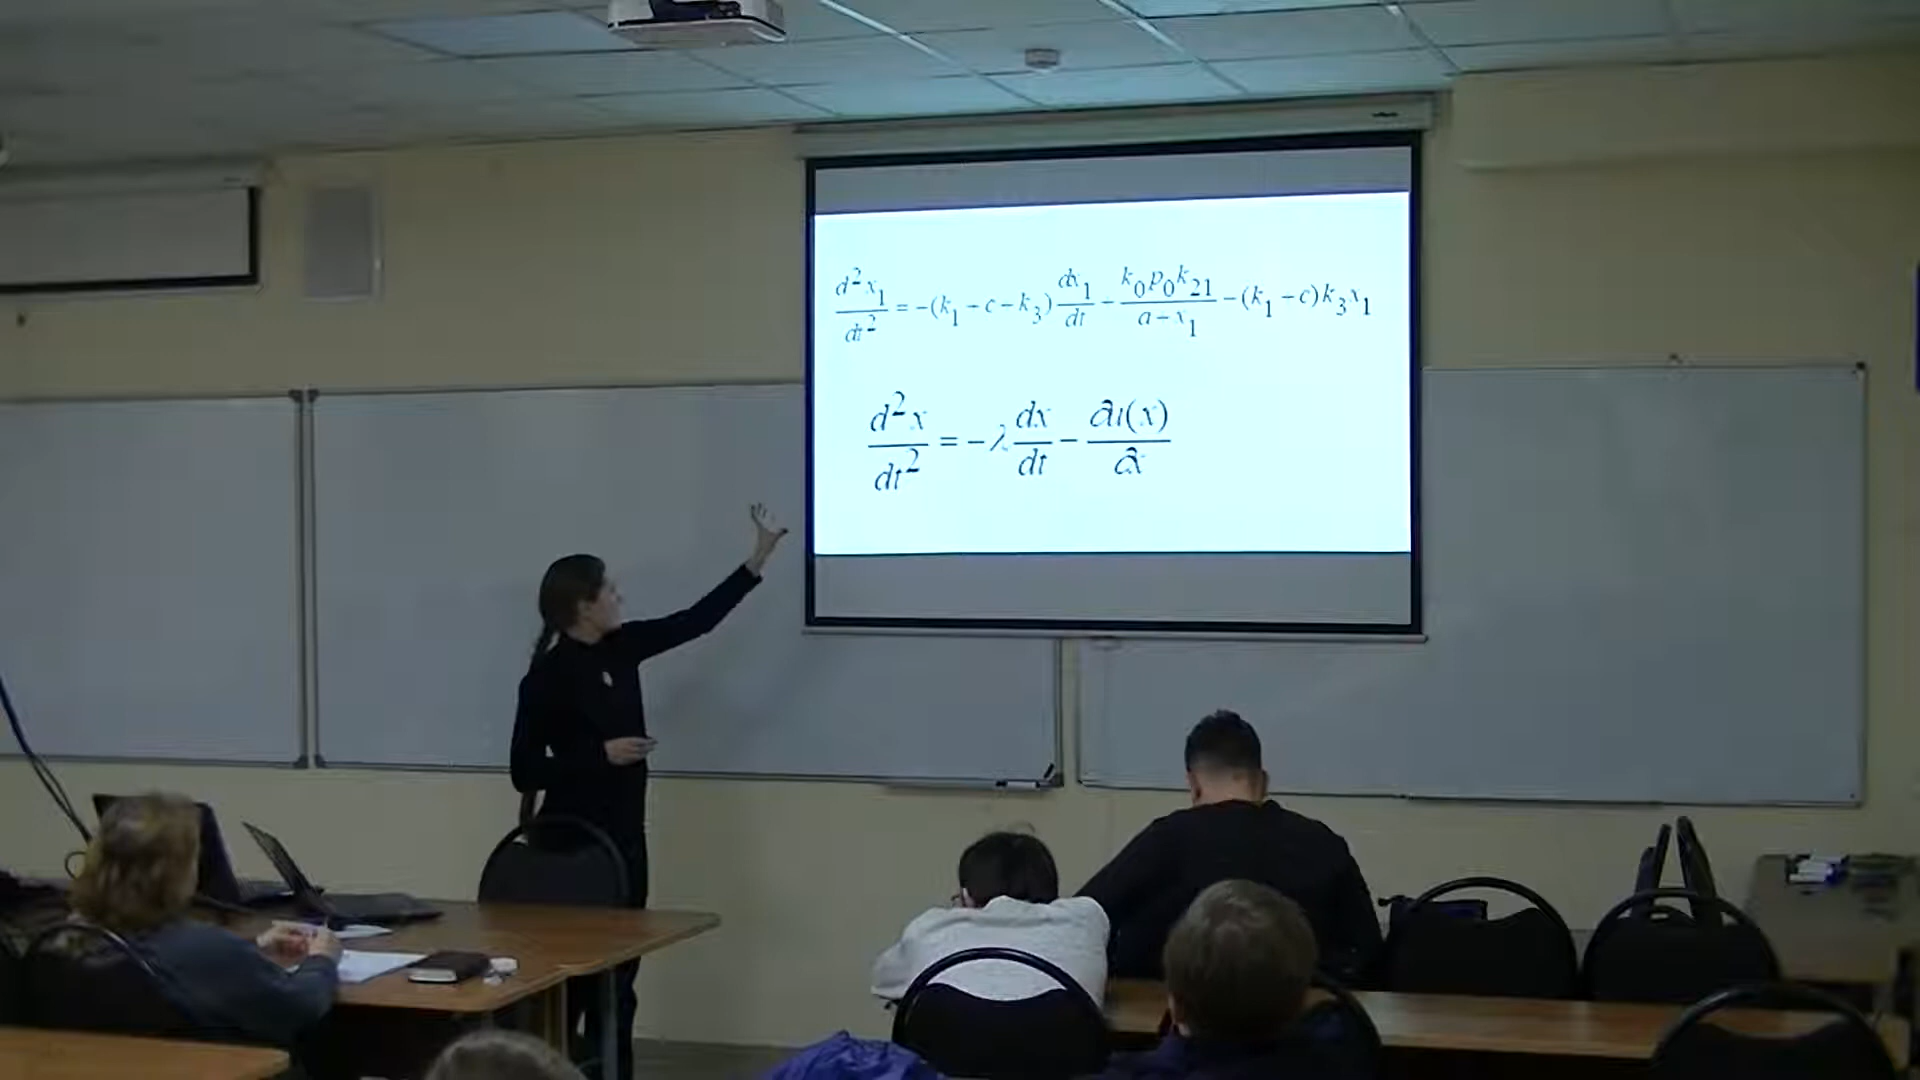 d²x₁/dt² = −(k₁ − c − k₃) dx₁/dt − k₀p₀k₂₁/(a − x₁) − (k₁ − c)k₃x₁
d²x/dt² = −λ dx/dt − ∂u(x)/∂x